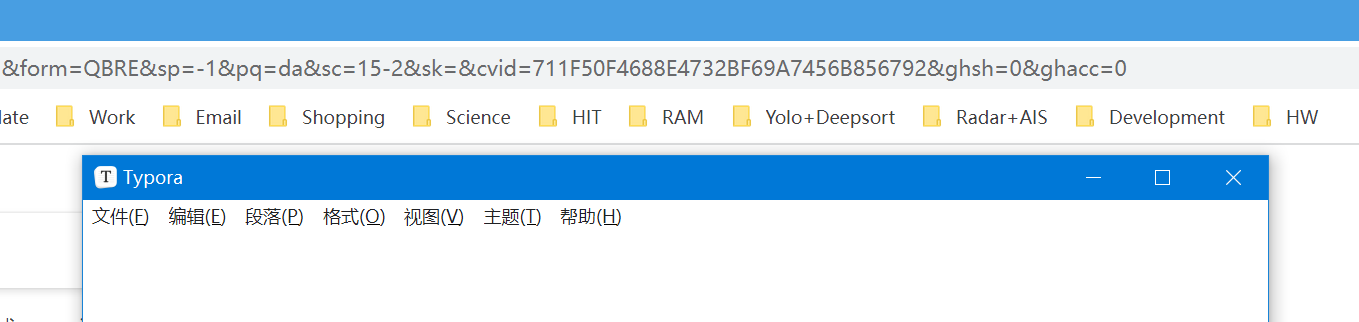 &form=QBRE&sp=-1&pq=da&sc=15-2&sk=&cvid=711F50F4688E4732BF69A7456B856792&ghsh=0&ghacc=0
late Work Email Shopping Science HIT RAM Yolo+Deepsort Radar+AIS Development HW
T Typora
文件(F) 编辑(E) 段落(P) 格式(O) 视图(V) 主题(T) 帮助(H)